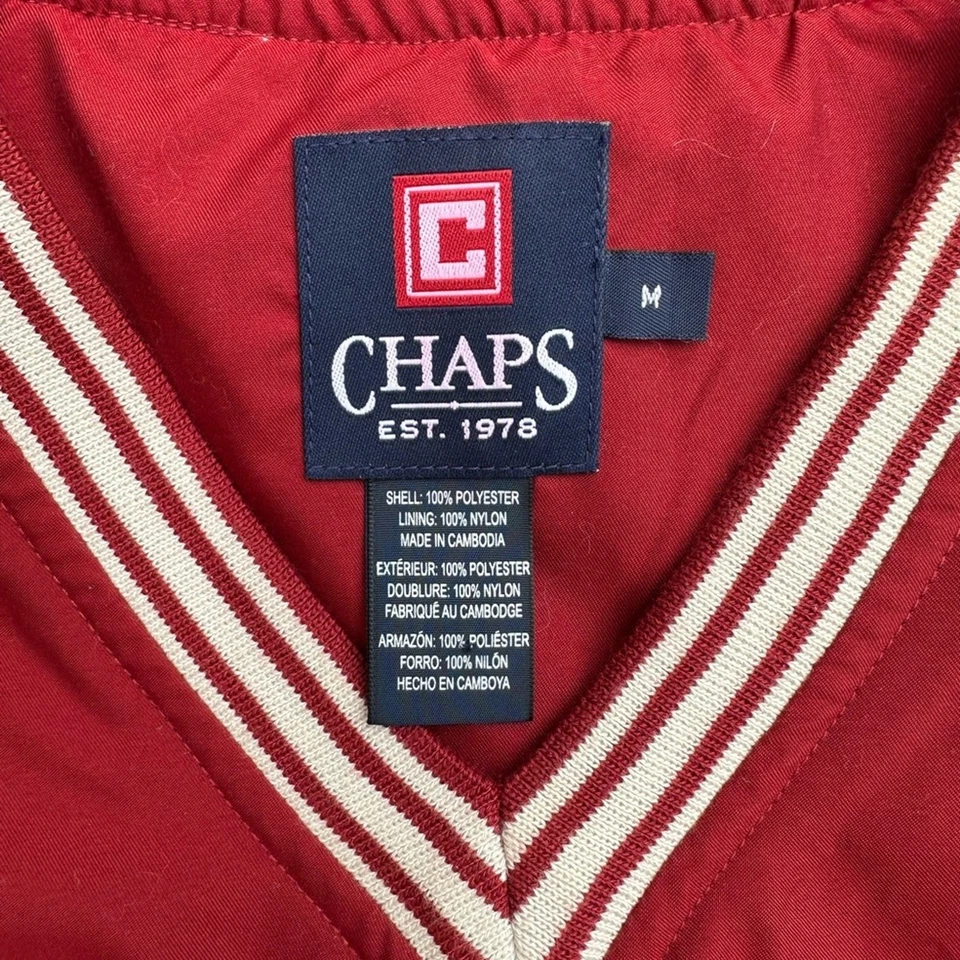 C
CHAPS
EST. 1978
M
SHELL: 100% POLYESTER
LINING: 100% NYLON
MADE IN CAMBODIA
EXTÉRIEUR: 100% POLYESTER
DOUBLURE: 100% NYLON
FABRIQUÉ AU CAMBODGE
ARMAZÓN: 100% POLIÉSTER
FORRO: 100% NILÓN
HECHO EN CAMBOYA